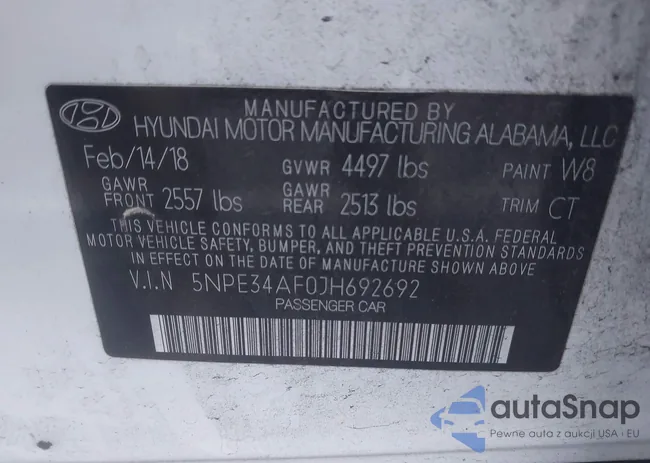 MANUFACTURED BY
HYUNDAI MOTOR MANUFACTURING ALABAMA, LLC
Feb/14/18 GVWR 4497 lbs PAINT W8
GAWR FRONT 2557 lbs GAWR REAR 2513 lbs TRIM CT
THIS VEHICLE CONFORMS TO ALL APPLICABLE U.S.A. FEDERAL
MOTOR VEHICLE SAFETY, BUMPER, AND THEFT PREVENTION STANDARDS
IN EFFECT ON THE DATE OF MANUFACTURE SHOWN ABOVE.
V.I.N 5NPE34AF0JH692692
PASSENGER CAR
autaSnap
Pewne auta z aukcji USA i EU